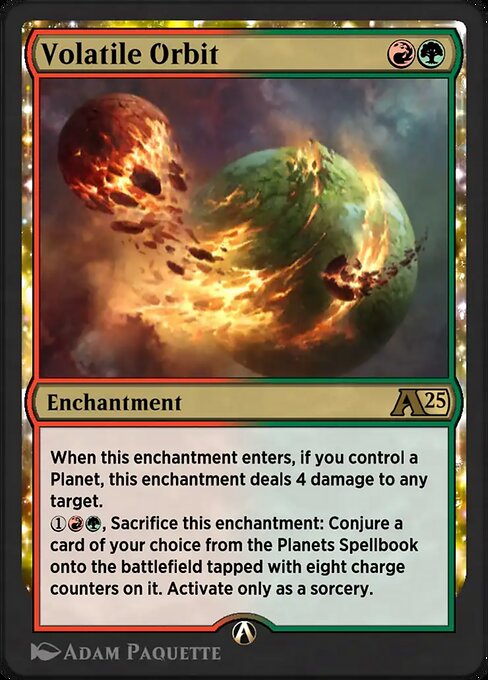 Volatile Orbit
Enchantment
A25
When this enchantment enters, if you control a
Planet, this enchantment deals 4 damage to any
target.
1, Sacrifice this enchantment: Conjure a
card of your choice from the Planets Spellbook
onto the battlefield tapped with eight charge
counters on it. Activate only as a sorcery.
Adam Paquette